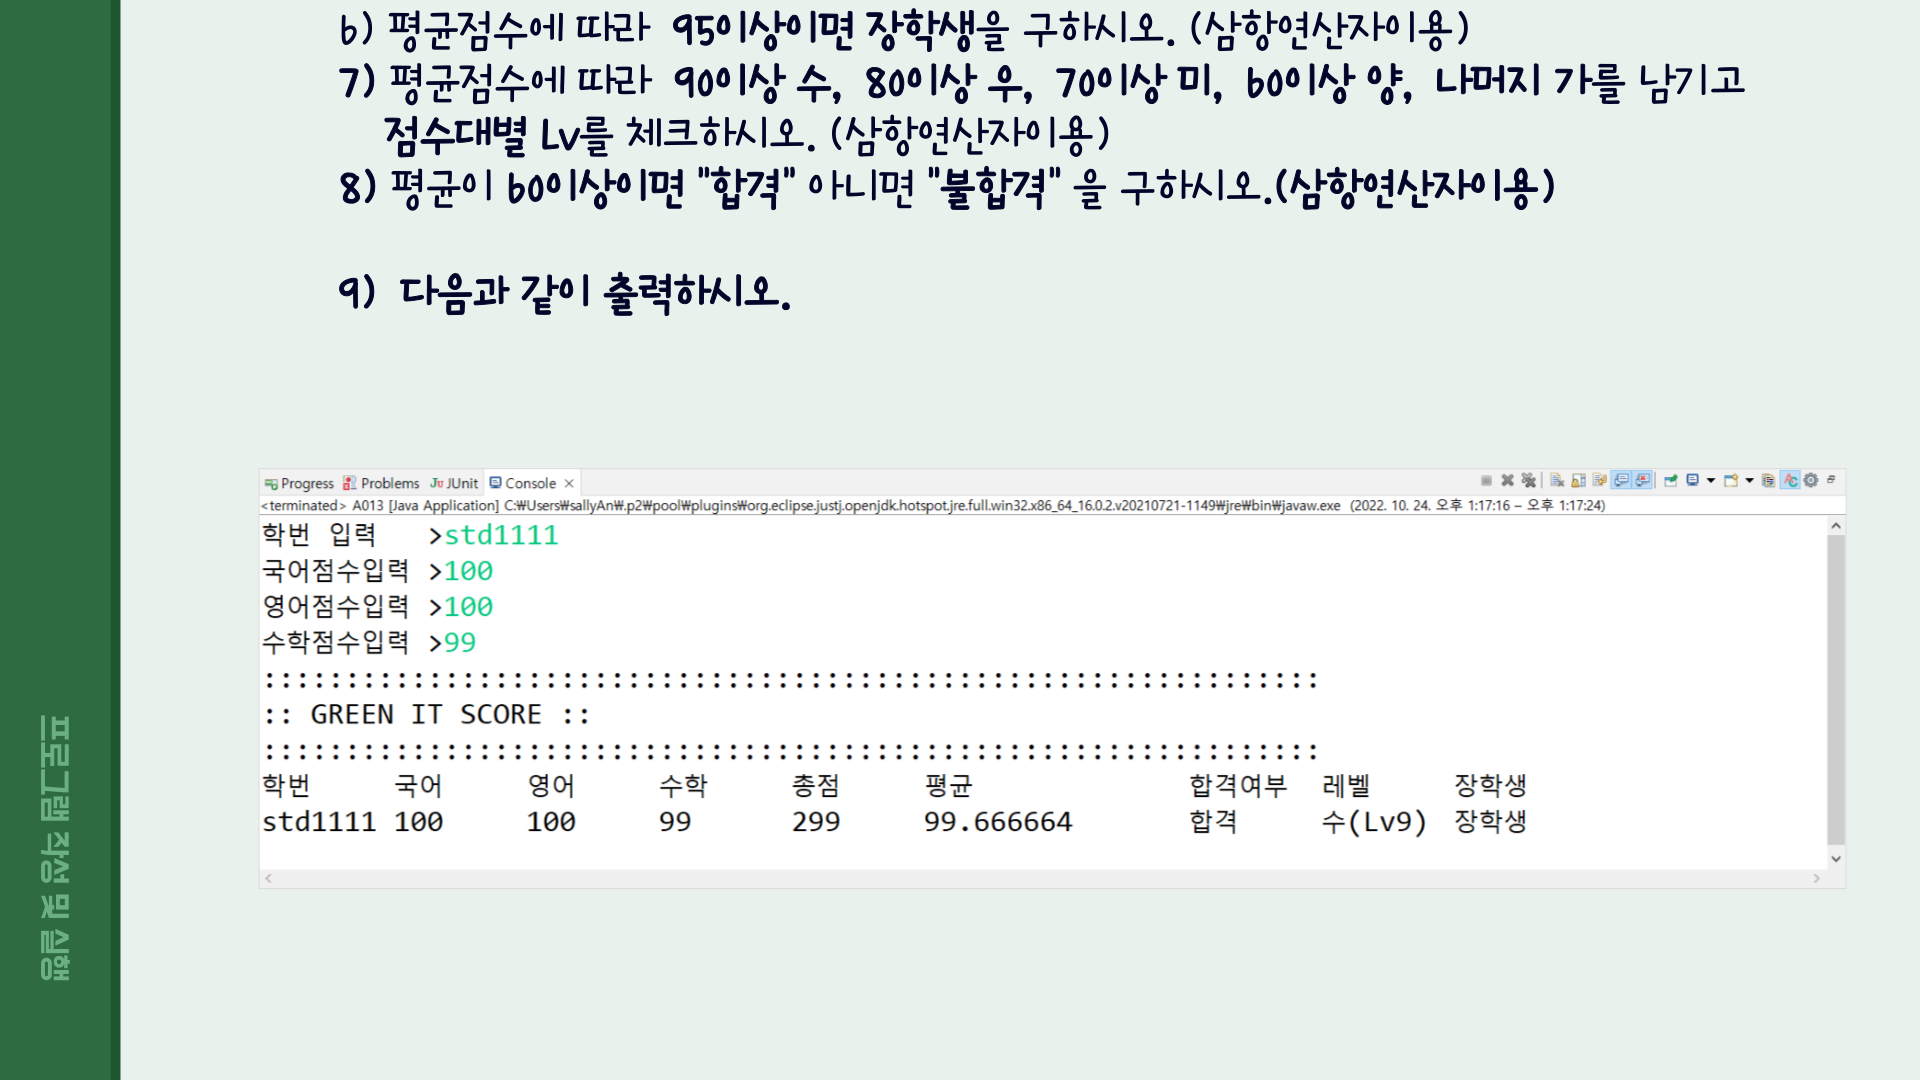 6) 평균점수에 따라 95이상이면 장학생을 구하시오. (삼항연산자이용)
7) 평균점수에 따라 90이상 수, 80이상 우, 70이상 미, 60이상 양, 나머지 가를 남기고
점수대별 Lv를 체크하시오. (삼항연산자이용)
8) 평균이 60이상이면 "합격" 아니면 "불합격" 을 구하시오.(삼항연산자이용)
9) 다음과 같이 출력하시오.
Progress Problems JUnit Console
<terminated> A013 [Java Application] C:₩Users₩sallyAn₩.p2₩pool₩plugins₩org.eclipse.justj.openjdk.hotspot.jre.full.win32.x86_64_16.0.2.v20210721-1149₩jre₩bin₩javaw.exe (2022. 10. 24. 오후 1:17:16 – 오후 1:17:24)
학번 입력 >std1111
국어점수입력 >100
영어점수입력 >100
수학점수입력 >99
::::::::::::::::::::::::::::::::::::::::::::::::::::::::::::::::
:: GREEN IT SCORE ::
::::::::::::::::::::::::::::::::::::::::::::::::::::::::::::::::
학번 국어 영어 수학 총점 평균 합격여부 레벨 장학생
std1111 100 100 99 299 99.666664 합격 수(Lv9) 장학생
프로그램 작성 및 실행